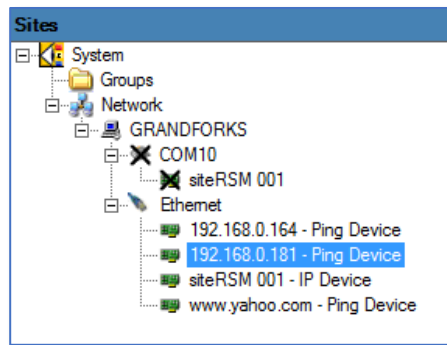 Sites
System
Groups
Network
GRANDFORKS
COM10
siteRSM 001
Ethernet
192.168.0.164 - Ping Device
192.168.0.181 - Ping Device
siteRSM 001 - IP Device
www.yahoo.com - Ping Device